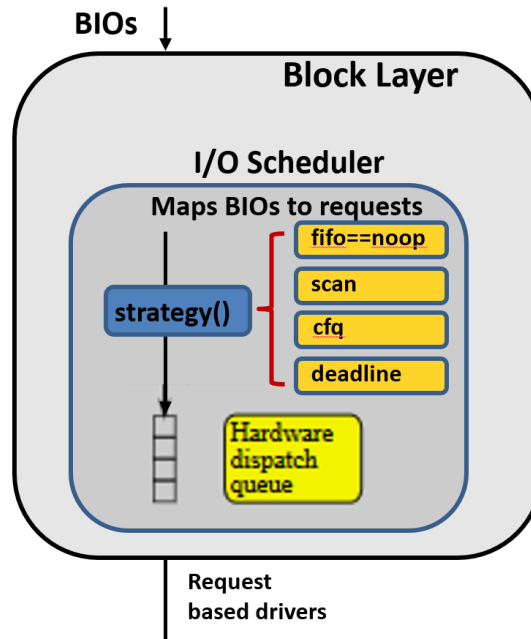 BIOs
Block Layer
I/O Scheduler
Maps BIOs to requests
fifo==noop
scan
strategy()
cfq
deadline
Hardware
dispatch
queue
Request
based drivers